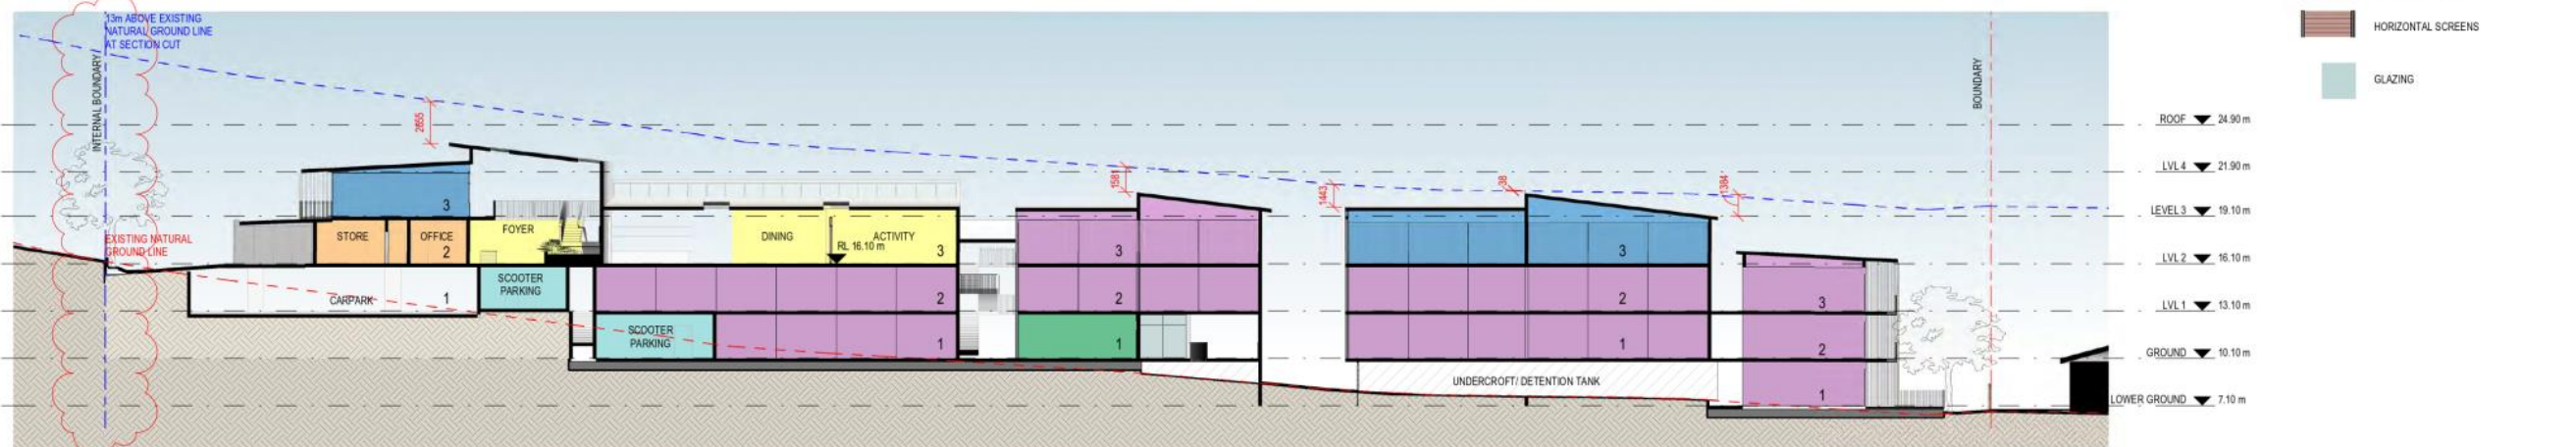 13m ABOVE EXISTING
NATURAL GROUND LINE
AT SECTION CUT
INTERNAL BOUNDARY
EXISTING NATURAL
GROUND LINE
2655
3
STORE
OFFICE
2
FOYER
CARPARK
1
SCOOTER
PARKING
DINING
ACTIVITY
3
RL 16.10 m
2
SCOOTER
PARKING
1
1581
3
2
1
1443
38
1384
3
2
1
UNDERCROFT/ DETENTION TANK
3
2
1
BOUNDARY
HORIZONTAL SCREENS
GLAZING
ROOF 24.90 m
LVL 4 21.90 m
LEVEL 3 19.10 m
LVL 2 16.10 m
LVL 1 13.10 m
GROUND 10.10 m
LOWER GROUND 7.10 m